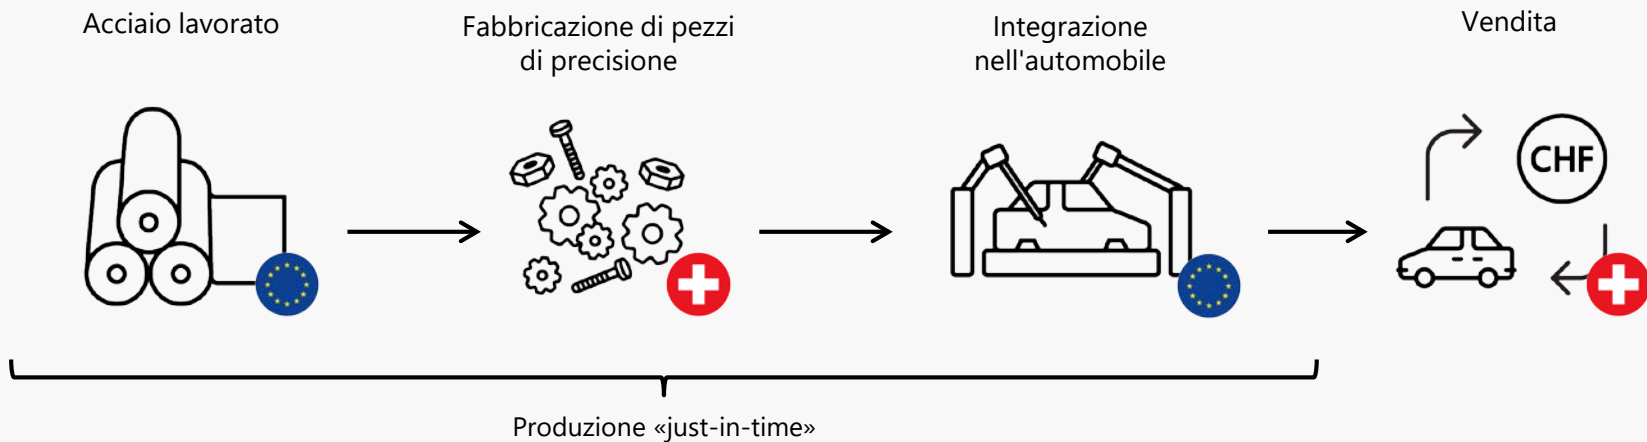 Acciaio lavorato
Fabbricazione di pezzi
di precisione
Integrazione
nell'automobile
Vendita
CHF
Produzione «just-in-time»